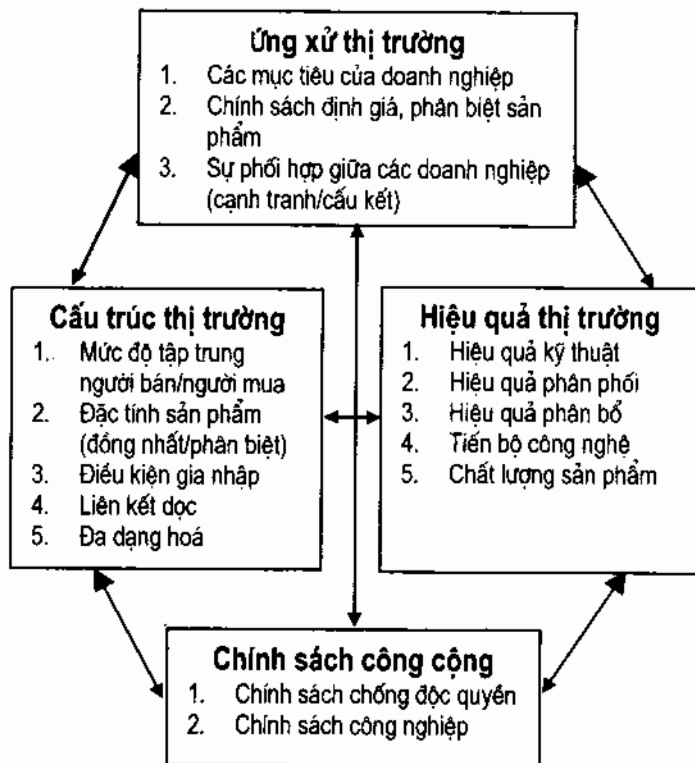 Ứng xử thị trường
1. Các mục tiêu của doanh nghiệp
2. Chính sách định giá, phân biệt sản
phẩm
3. Sự phối hợp giữa các doanh nghiệp
(cạnh tranh/cấu kết)
Cấu trúc thị trường
1. Mức độ tập trung
người bán/người mua
2. Đặc tính sản phẩm
(đồng nhất/phân biệt)
3. Điều kiện gia nhập
4. Liên kết dọc
5. Đa dạng hoá
Hiệu quả thị trường
1. Hiệu quả kỹ thuật
2. Hiệu quả phân phối
3. Hiệu quả phân bổ
4. Tiến bộ công nghệ
5. Chất lượng sản phẩm
Chính sách công cộng
1. Chính sách chống độc quyền
2. Chính sách công nghiệp